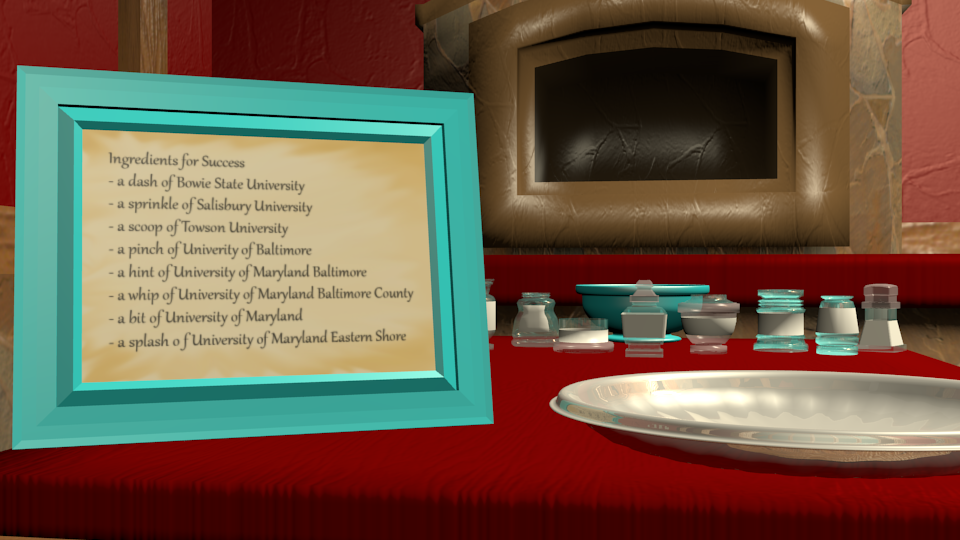 Ingredients for Success
- a dash of Bowie State University
- a sprinkle of Salisbury University
- a scoop of Towson University
- a pinch of Univerity of Baltimore
- a hint of University of Maryland Baltimore
- a whip of University of Maryland Baltimore County
- a bit of University of Maryland
- a splash o f University of Maryland Eastern Shore